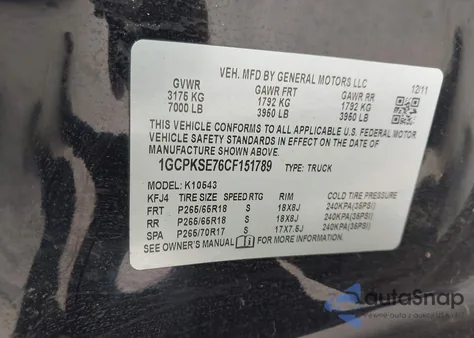 VEH. MFD BY GENERAL MOTORS LLC
GVWR GAWR FRT GAWR RR 12/11
3175 KG 1792 KG 1792 KG
7000 LB 3950 LB 3950 LB
THIS VEHICLE CONFORMS TO ALL APPLICABLE U.S. FEDERAL MOTOR
VEHICLE SAFETY STANDARDS IN EFFECT ON THE DATE OF
MANUFACTURE SHOWN ABOVE.
1GCPKSE76CF151789 TYPE: TRUCK
MODEL: K10543
KFJ4 TIRE SIZE SPEED RTG RIM COLD TIRE PRESSURE
FRT P265/65R18 S 18X8J 240KPA(35PSI)
RR P265/65R18 S 18X8J 240KPA(35PSI)
SPA P265/70R17 S 17X7.5J 240KPA(35PSI)
SEE OWNER'S MANUAL FOR MORE INFORMATION.
AutaSnap